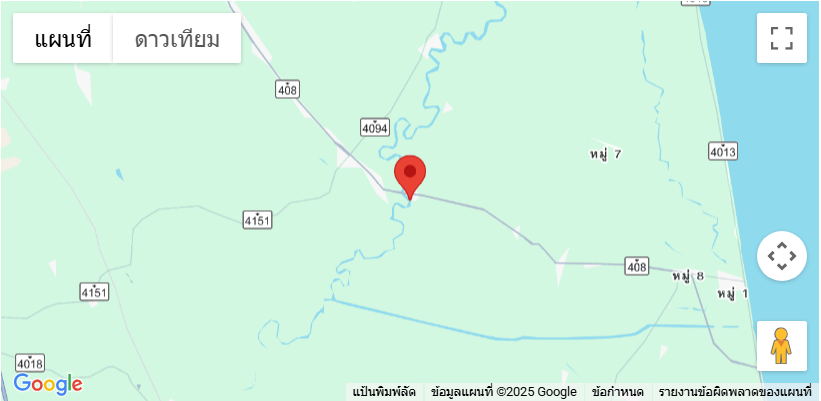 แผนที่ ดาวเทียม
408
4094
หมู่ 7
4013
4151
408
หมู่ 8
หมู่ 1
4151
4018
Google
แป้นพิมพ์ลัด ข้อมูลแผนที่ ©2025 Google ข้อกำหนด รายงานข้อผิดพลาดของแผนที่